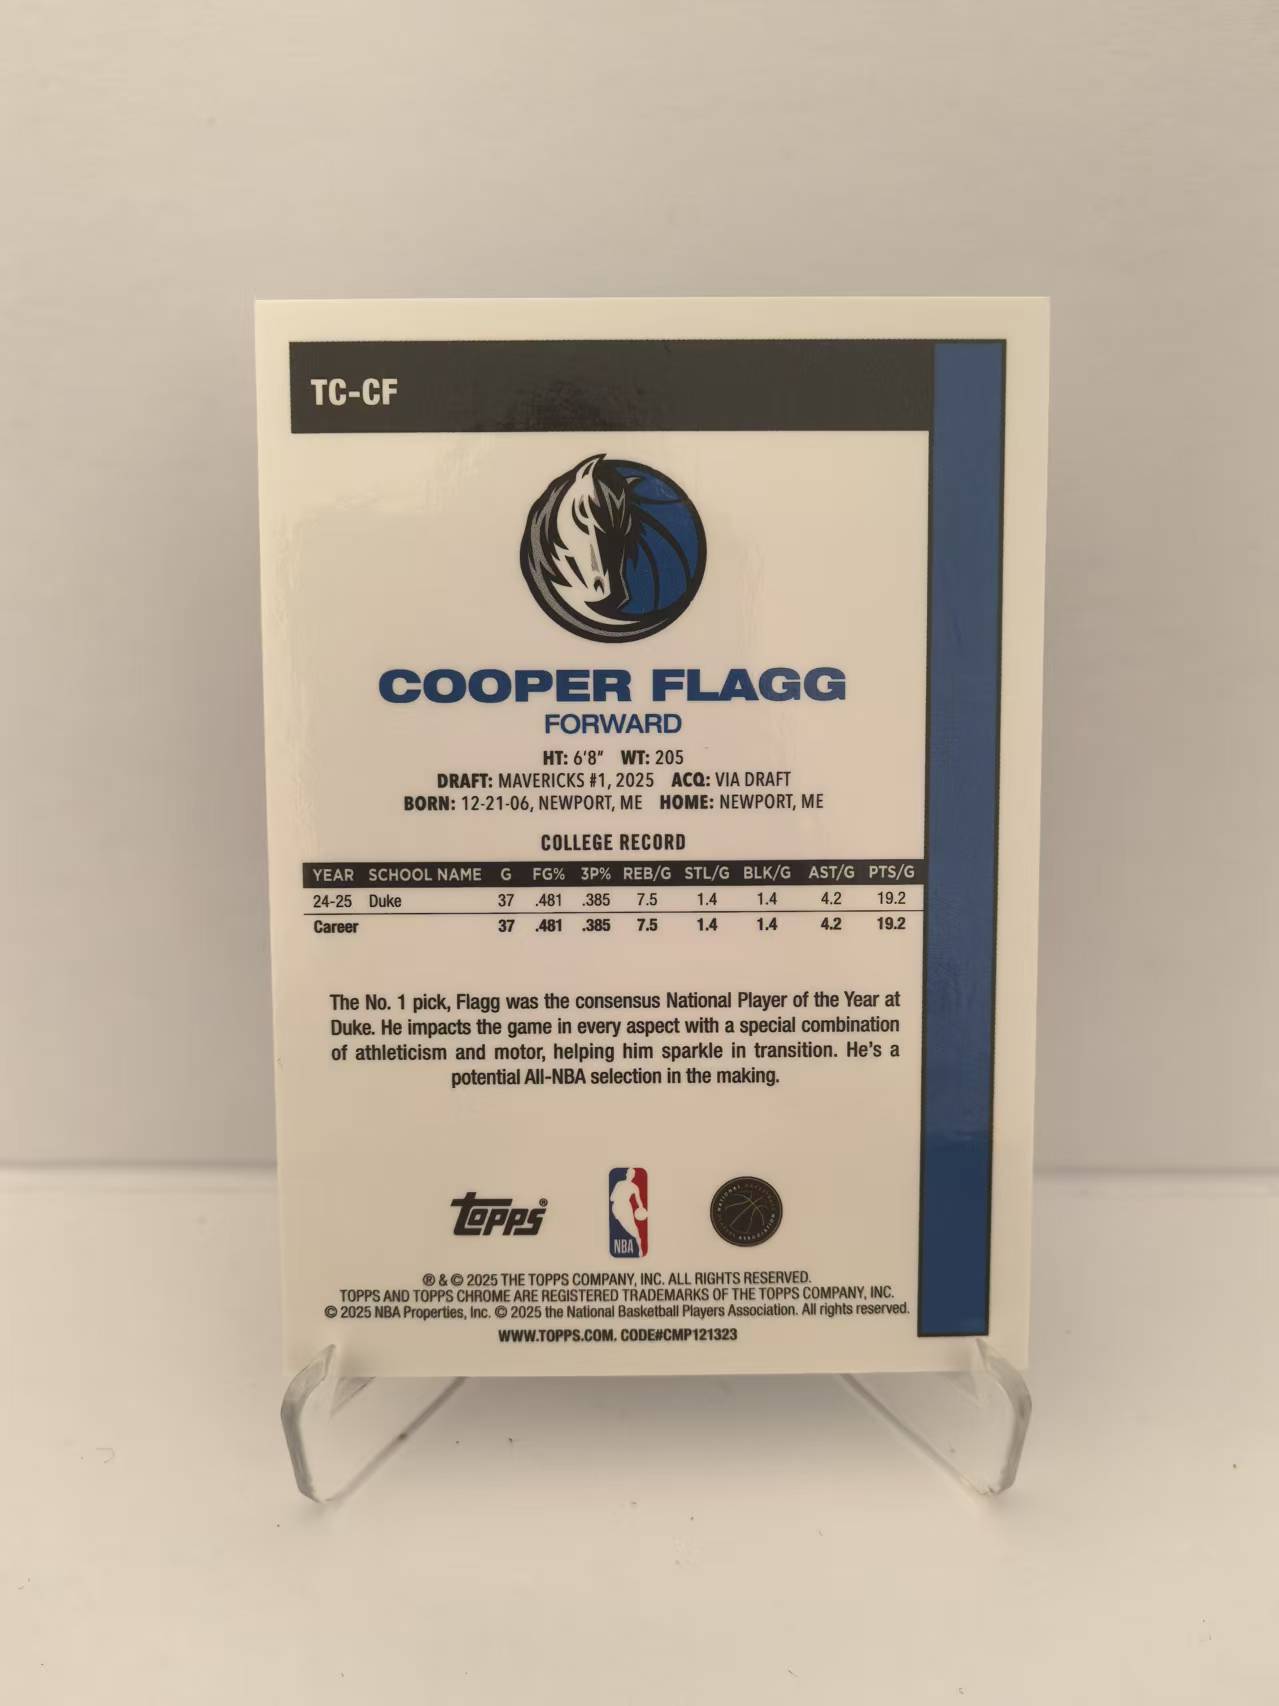 TC-CF
COOPER FLAGG
FORWARD
HT: 6'8" WT: 205
DRAFT: MAVERICKS #1, 2025 ACQ: VIA DRAFT
BORN: 12-21-06, NEWPORT, ME HOME: NEWPORT, ME
COLLEGE RECORD
YEAR SCHOOL NAME G FG% 3P% REB/G STL/G BLK/G AST/G PTS/G
24-25 Duke 37 .481 .385 7.5 1.4 1.4 4.2 19.2
Career 37 .481 .385 7.5 1.4 1.4 4.2 19.2
The No. 1 pick, Flagg was the consensus National Player of the Year at
Duke. He impacts the game in every aspect with a special combination
of athleticism and motor, helping him sparkle in transition. He's a
potential All-NBA selection in the making.
topps®
NBA
® & © 2025 THE TOPPS COMPANY, INC. ALL RIGHTS RESERVED.
TOPPS AND TOPPS CHROME ARE REGISTERED TRADEMARKS OF THE TOPPS COMPANY, INC.
© 2025 NBA Properties, Inc. © 2025 the National Basketball Players Association. All rights reserved.
WWW.TOPPS.COM. CODE#CMP121323